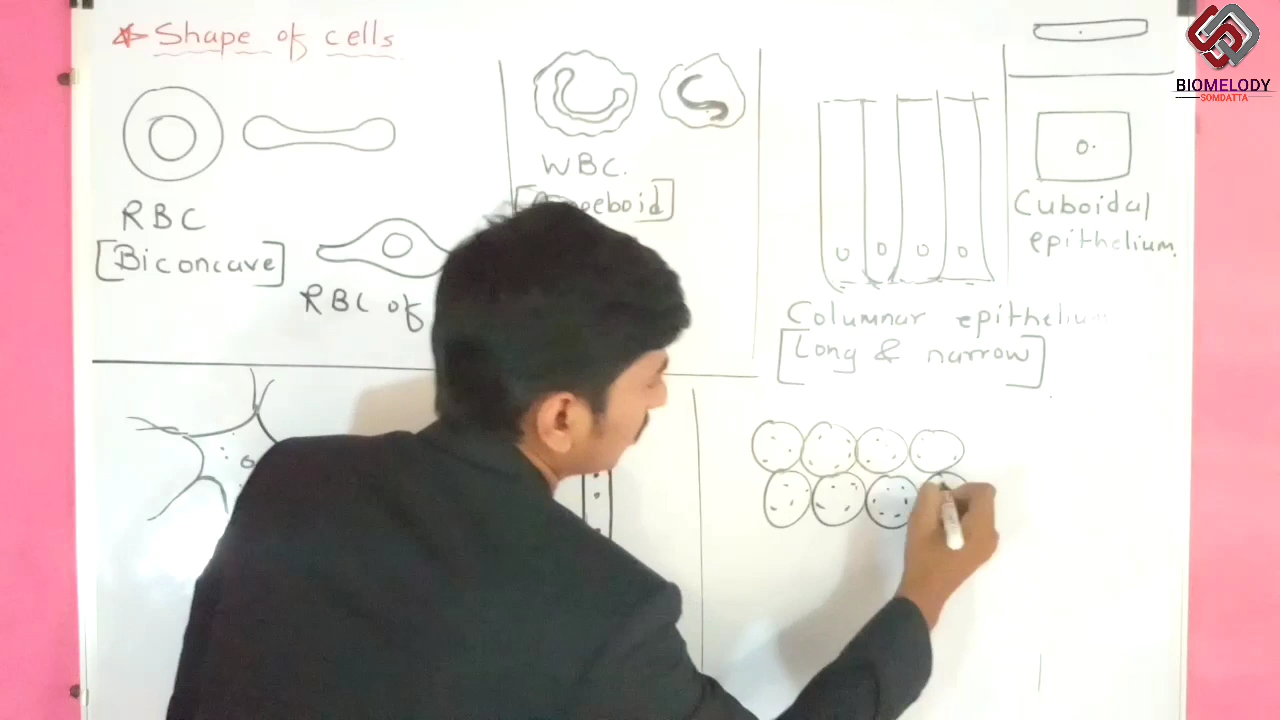 Shape of cells
RBC
[Biconcave]
RBC of
WBC.
Columnar epithelium
[Long & narrow]
Cuboidal
epithelium.
BIOMELODY
SOMDATTA